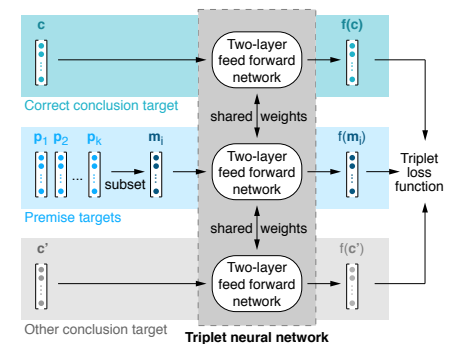 c
f(c)
Two-layer
feed forward
network
Correct conclusion target
shared weights
p1 p2 ... pk
mi
f(mi)
subset
Two-layer
feed forward
network
Triplet
loss
function
Premise targets
shared weights
c'
f(c')
Two-layer
feed forward
network
Other conclusion target
Triplet neural network